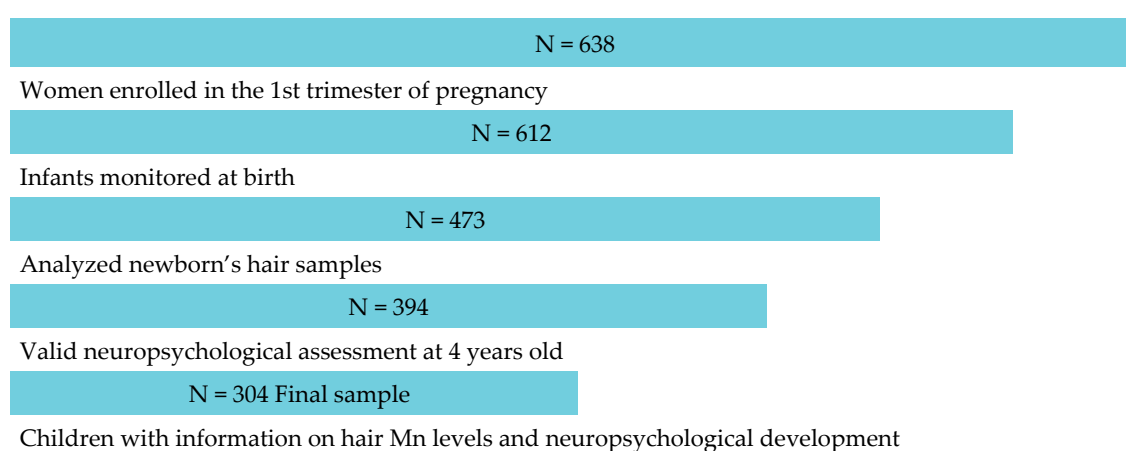 N = 638
Women enrolled in the 1st trimester of pregnancy
N = 612
Infants monitored at birth
N = 473
Analyzed newborn’s hair samples
N = 394
Valid neuropsychological assessment at 4 years old
N = 304 Final sample
Children with information on hair Mn levels and neuropsychological development